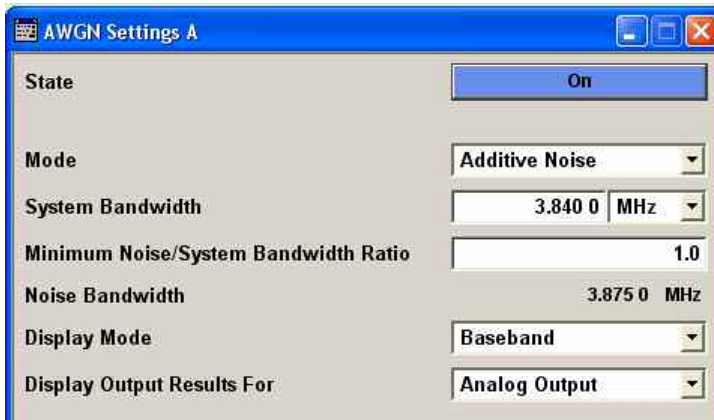 AWGN Settings A
State On
Mode Additive Noise
System Bandwidth 3.840 0 MHz
Minimum Noise/System Bandwidth Ratio 1.0
Noise Bandwidth 3.875 0 MHz
Display Mode Baseband
Display Output Results For Analog Output